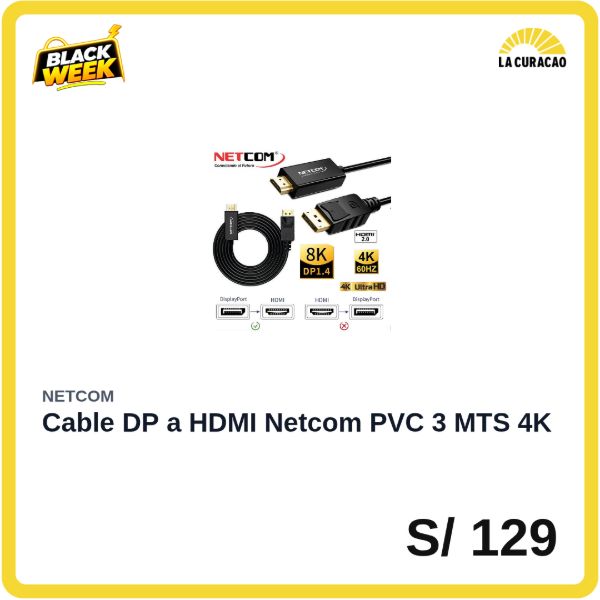 BLACK
WEEK
LA CURACAO
NETCOM®
Conectando el Futuro
NETCOM
HDMI
2.0
8K
DP1.4
4K
60HZ
4K Ultra HD
DisplayPort HDMI HDMI DisplayPort
NETCOM
Cable DP a HDMI Netcom PVC 3 MTS 4K
S/ 129